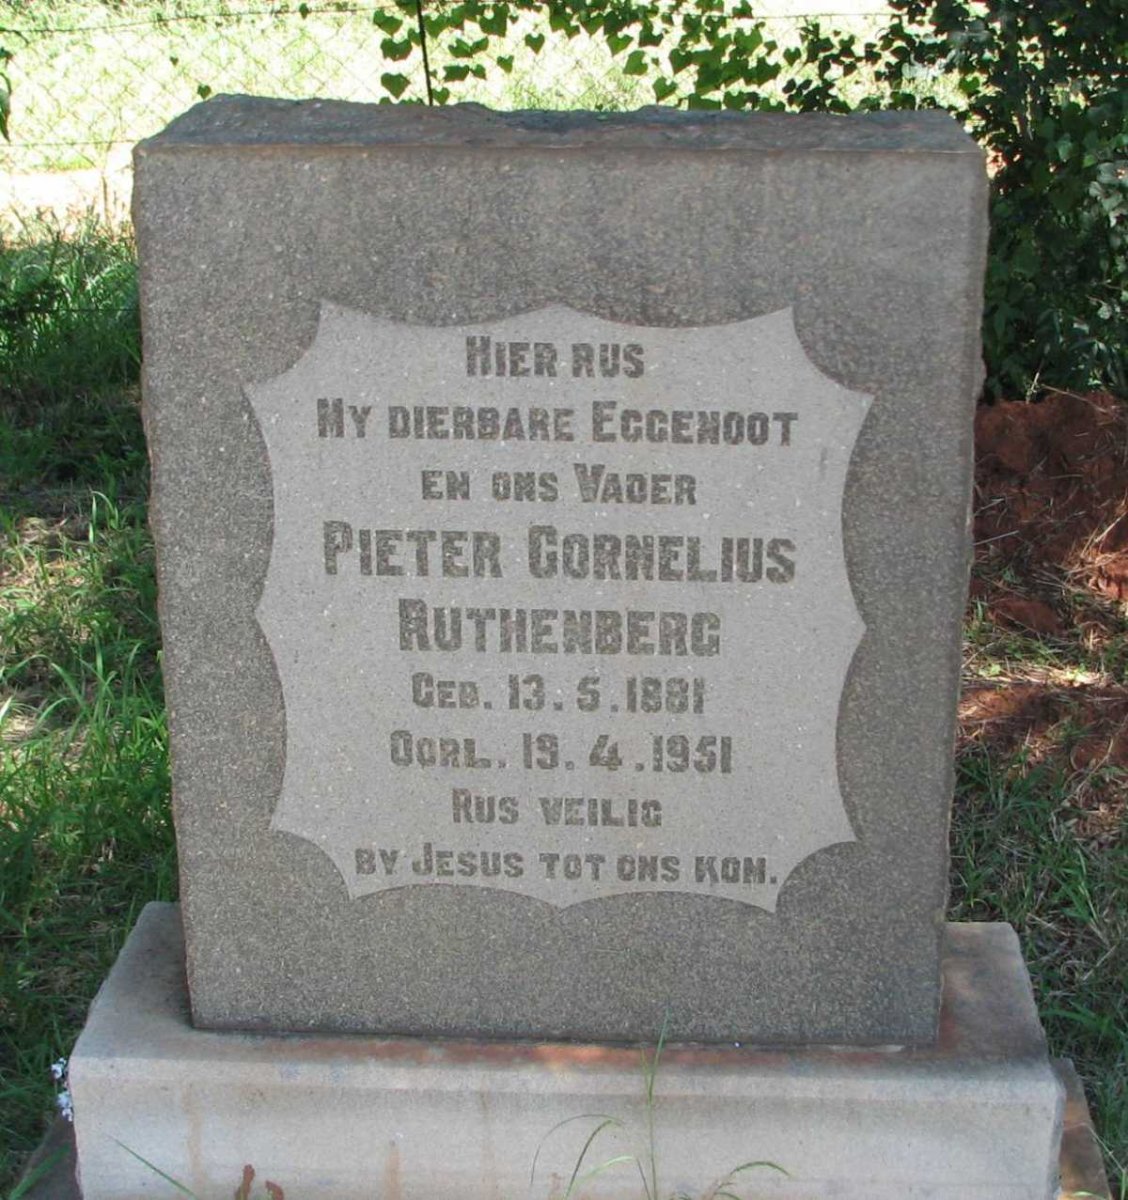 HIER RUS
MY DIERBARE EGGENOOT
EN ONS VADER
PIETER CORNELIUS
RUTHENBERG
GEB. 13.5.1881
OORL. 19.4.1951
RUS VEILIG
BY JESUS TOT ONS KOM.